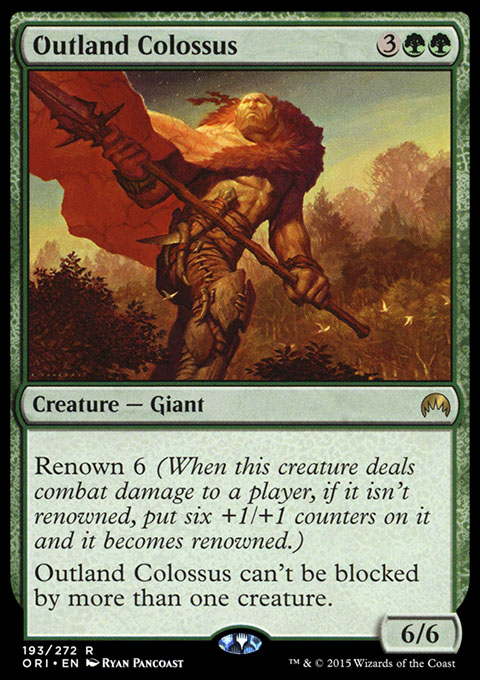 Outland Colossus 3
Creature — Giant
Renown 6 (When this creature deals
combat damage to a player, if it isn't
renowned, put six +1/+1 counters on it
and it becomes renowned.)
Outland Colossus can't be blocked
by more than one creature.
6/6
193/272 R
ORI • EN Ryan Pancoast
™ & © 2015 Wizards of the Coast